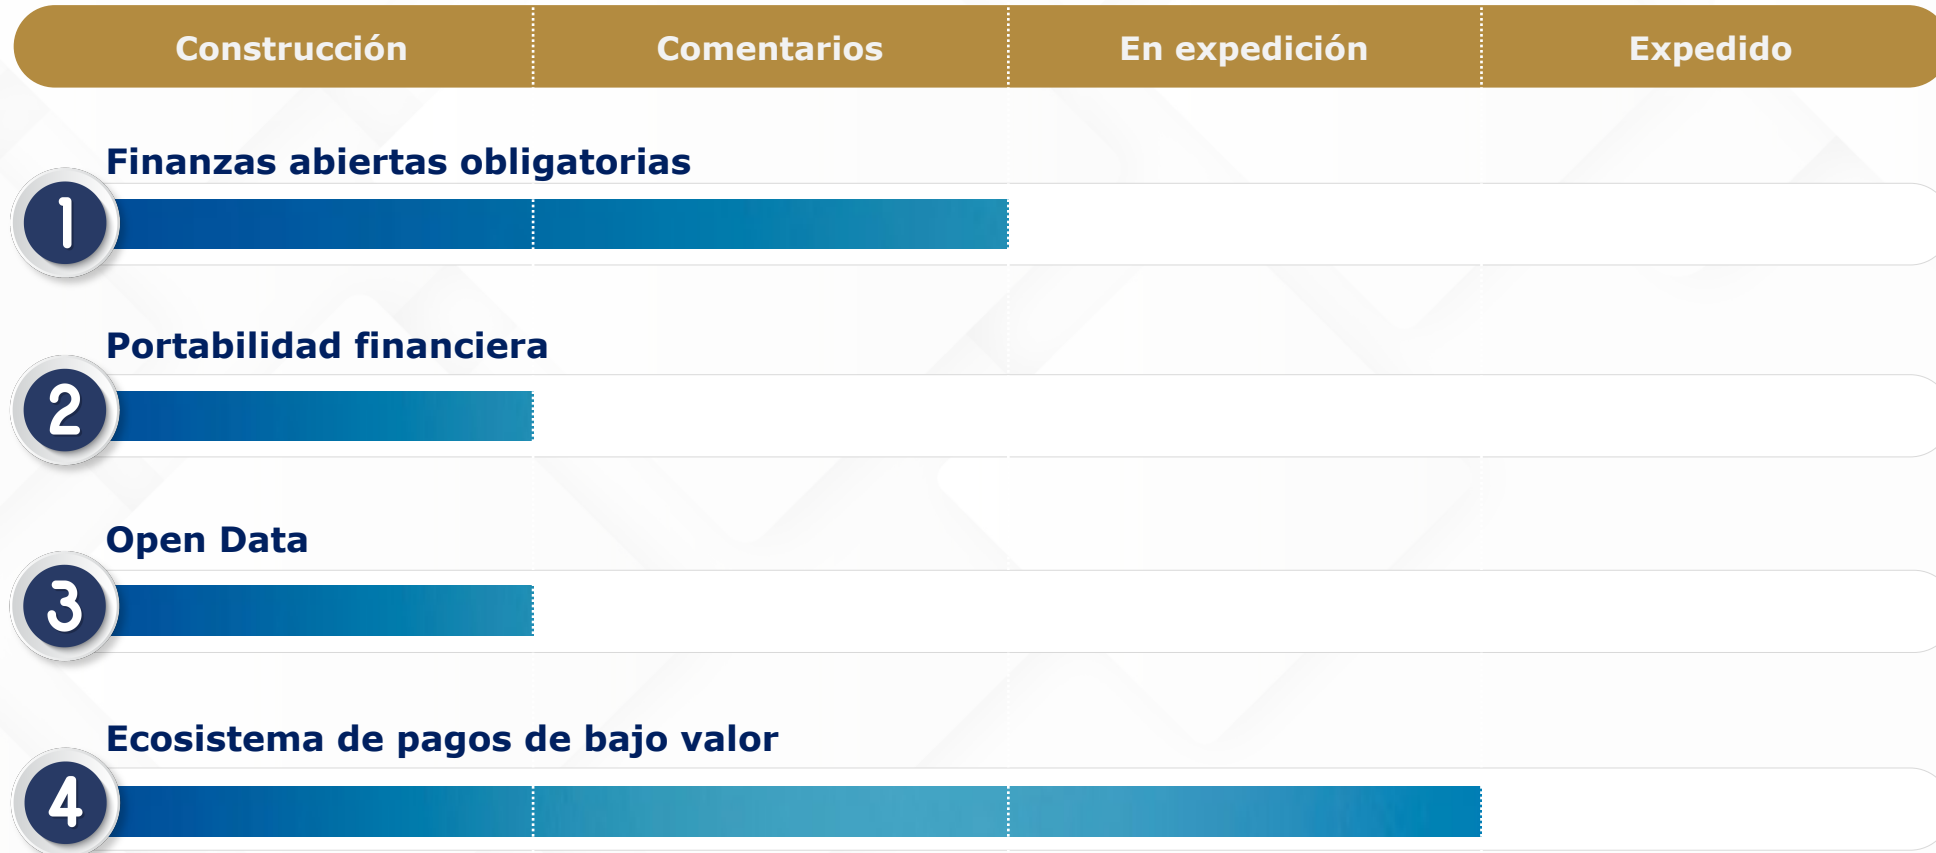 Construcción Comentarios En expedición Expedido
Finanzas abiertas obligatorias
1
Portabilidad financiera
2
Open Data
3
Ecosistema de pagos de bajo valor
4